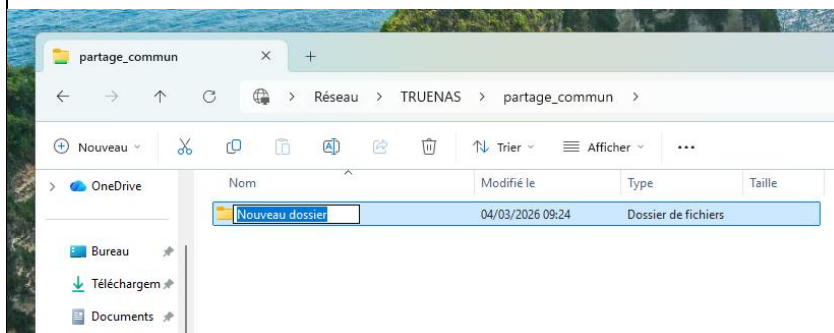 partage_commun
Réseau > TRUENAS > partage_commun >
Nouveau Trier Afficher ...
OneDrive
Nom Modifié le Type Taille
Nouveau dossier 04/03/2026 09:24 Dossier de fichiers
Bureau
Téléchargem
Documents